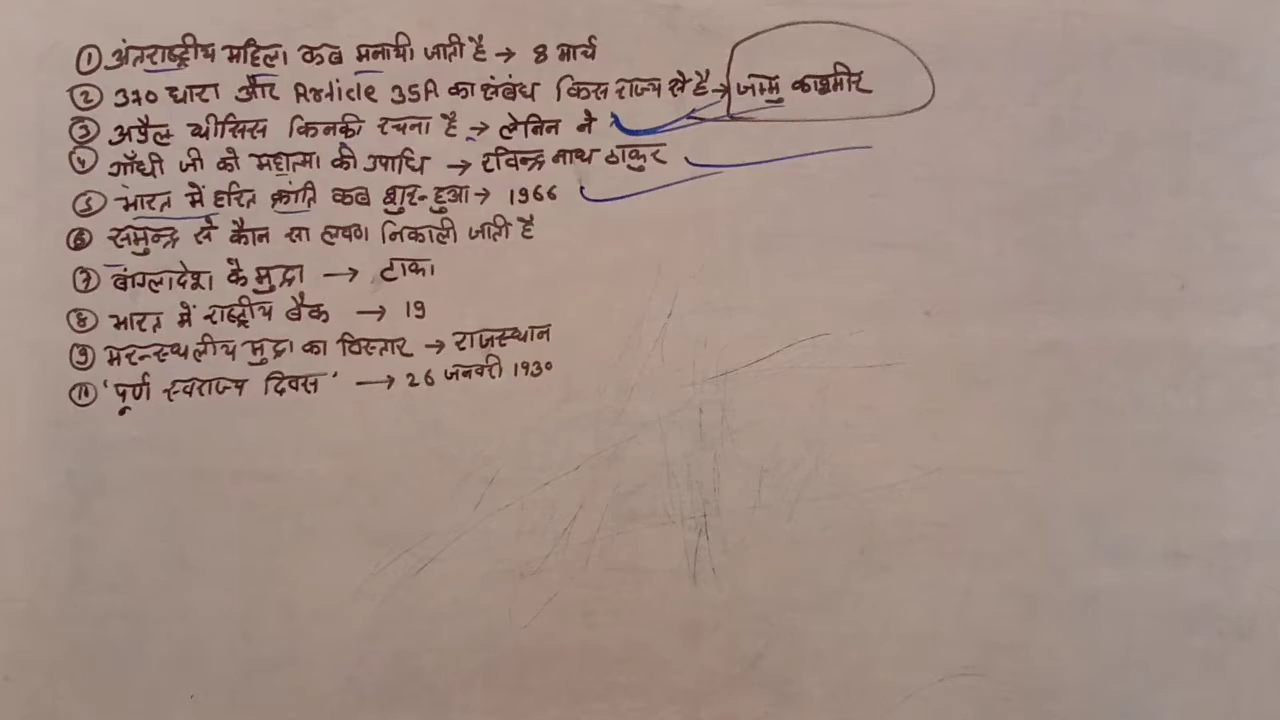 ① अंतराष्ट्रीय महिला कब मनायी जाती है → 8 मार्च
② 370 धारा और Article 35A का संबंध किस राज्य से है → जम्मु काश्मीर
③ अप्रैल थीसिस किनकी रचना है → लेनिन ने
④ गाँधी जी को महात्मा की उपाधि → रविन्द्र नाथ ठाकुर
⑤ भारत में हरित क्रांति कब शुरू हुआ → 1966
⑥ समुन्द्र से कौन सा लवण निकाली जाती है
⑦ बांग्लादेश के मुद्रा → टाका
⑧ भारत में राष्ट्रीय बैंक → 19
⑨ मरूस्थलीय मुद्रा का विस्तार → राजस्थान
⑩ 'पूर्ण स्वराज्य दिवस' → 26 जनवरी 1930